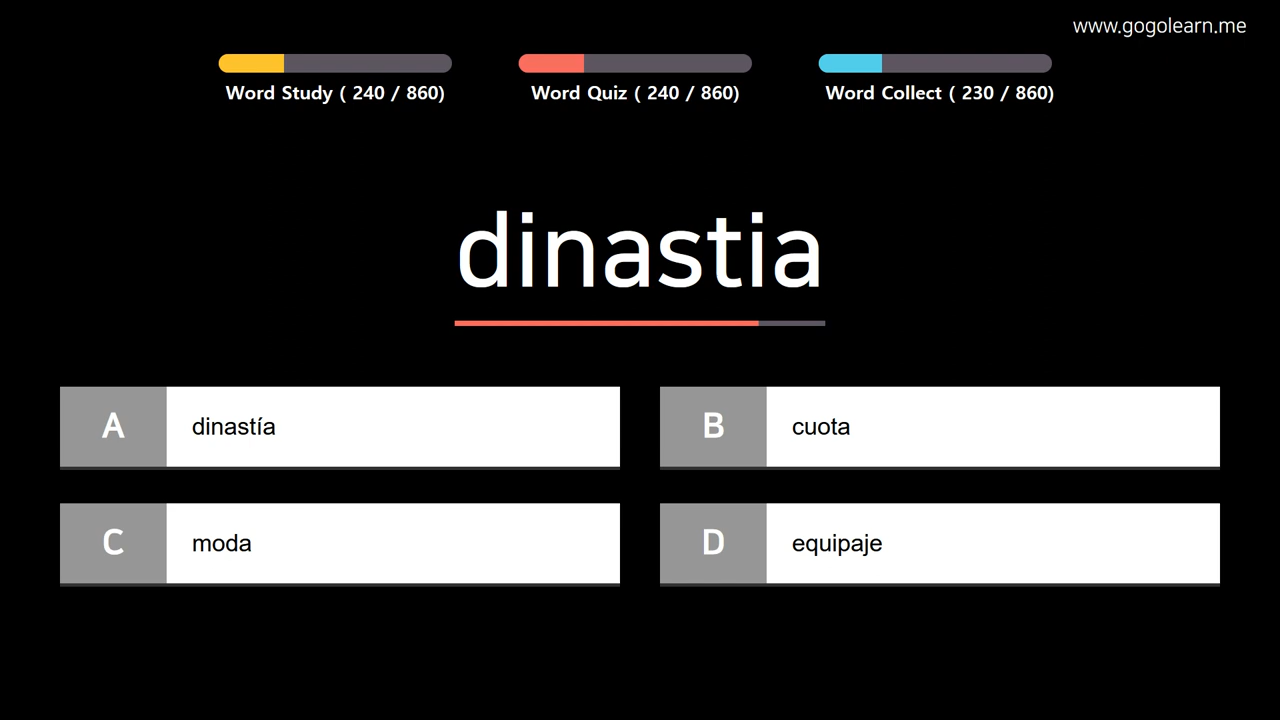 www.gogolearn.me
Word Study ( 240 / 860)
Word Quiz ( 240 / 860)
Word Collect ( 230 / 860)
dinastia
A dinastía
B cuota
C moda
D equipaje